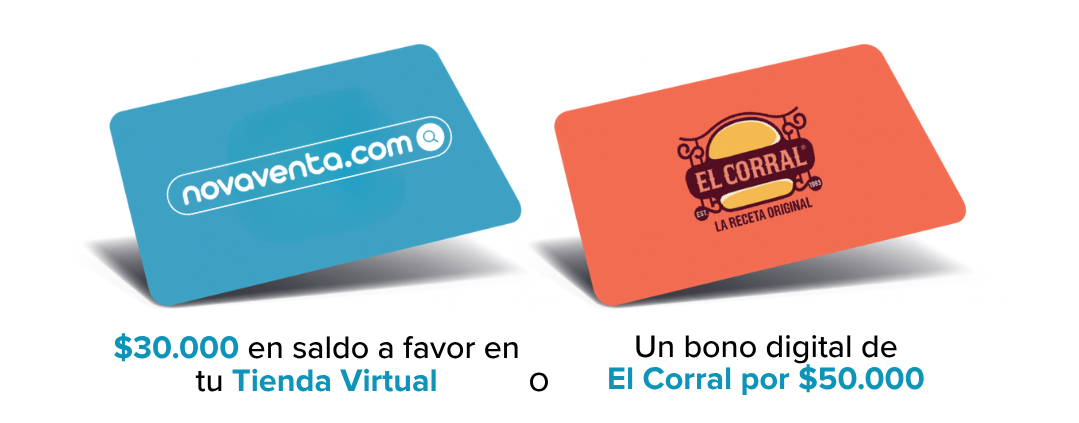 novaventa.com
EL CORRAL®
EST. 1983
LA RECETA ORIGINAL
$30.000 en saldo a favor en
tu Tienda Virtual
o
Un bono digital de
El Corral por $50.000